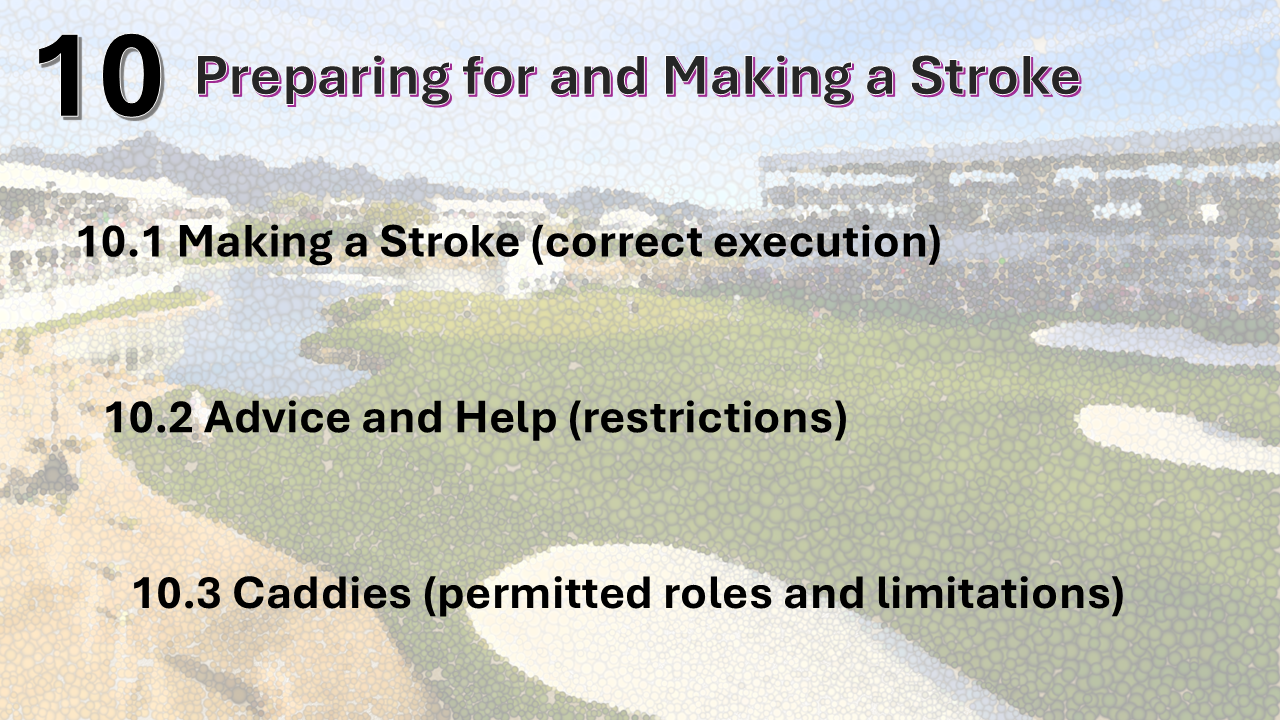 10 Preparing for and Making a Stroke
10.1 Making a Stroke (correct execution)
10.2 Advice and Help (restrictions)
10.3 Caddies (permitted roles and limitations)